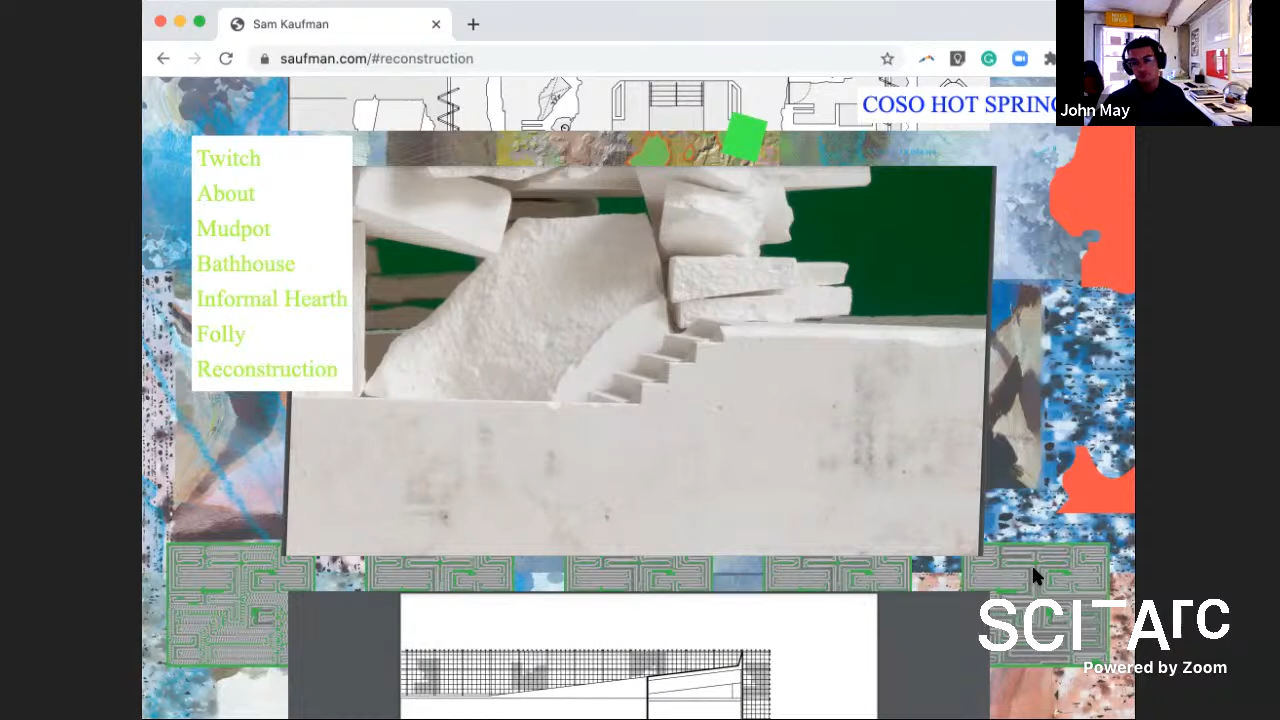 Sam Kaufman
saufman.com/#reconstruction
COSO HOT SPRING
John May
Twitch
About
Mudpot
Bathhouse
Informal Hearth
Folly
Reconstruction
SCI-Arc
Powered by Zoom